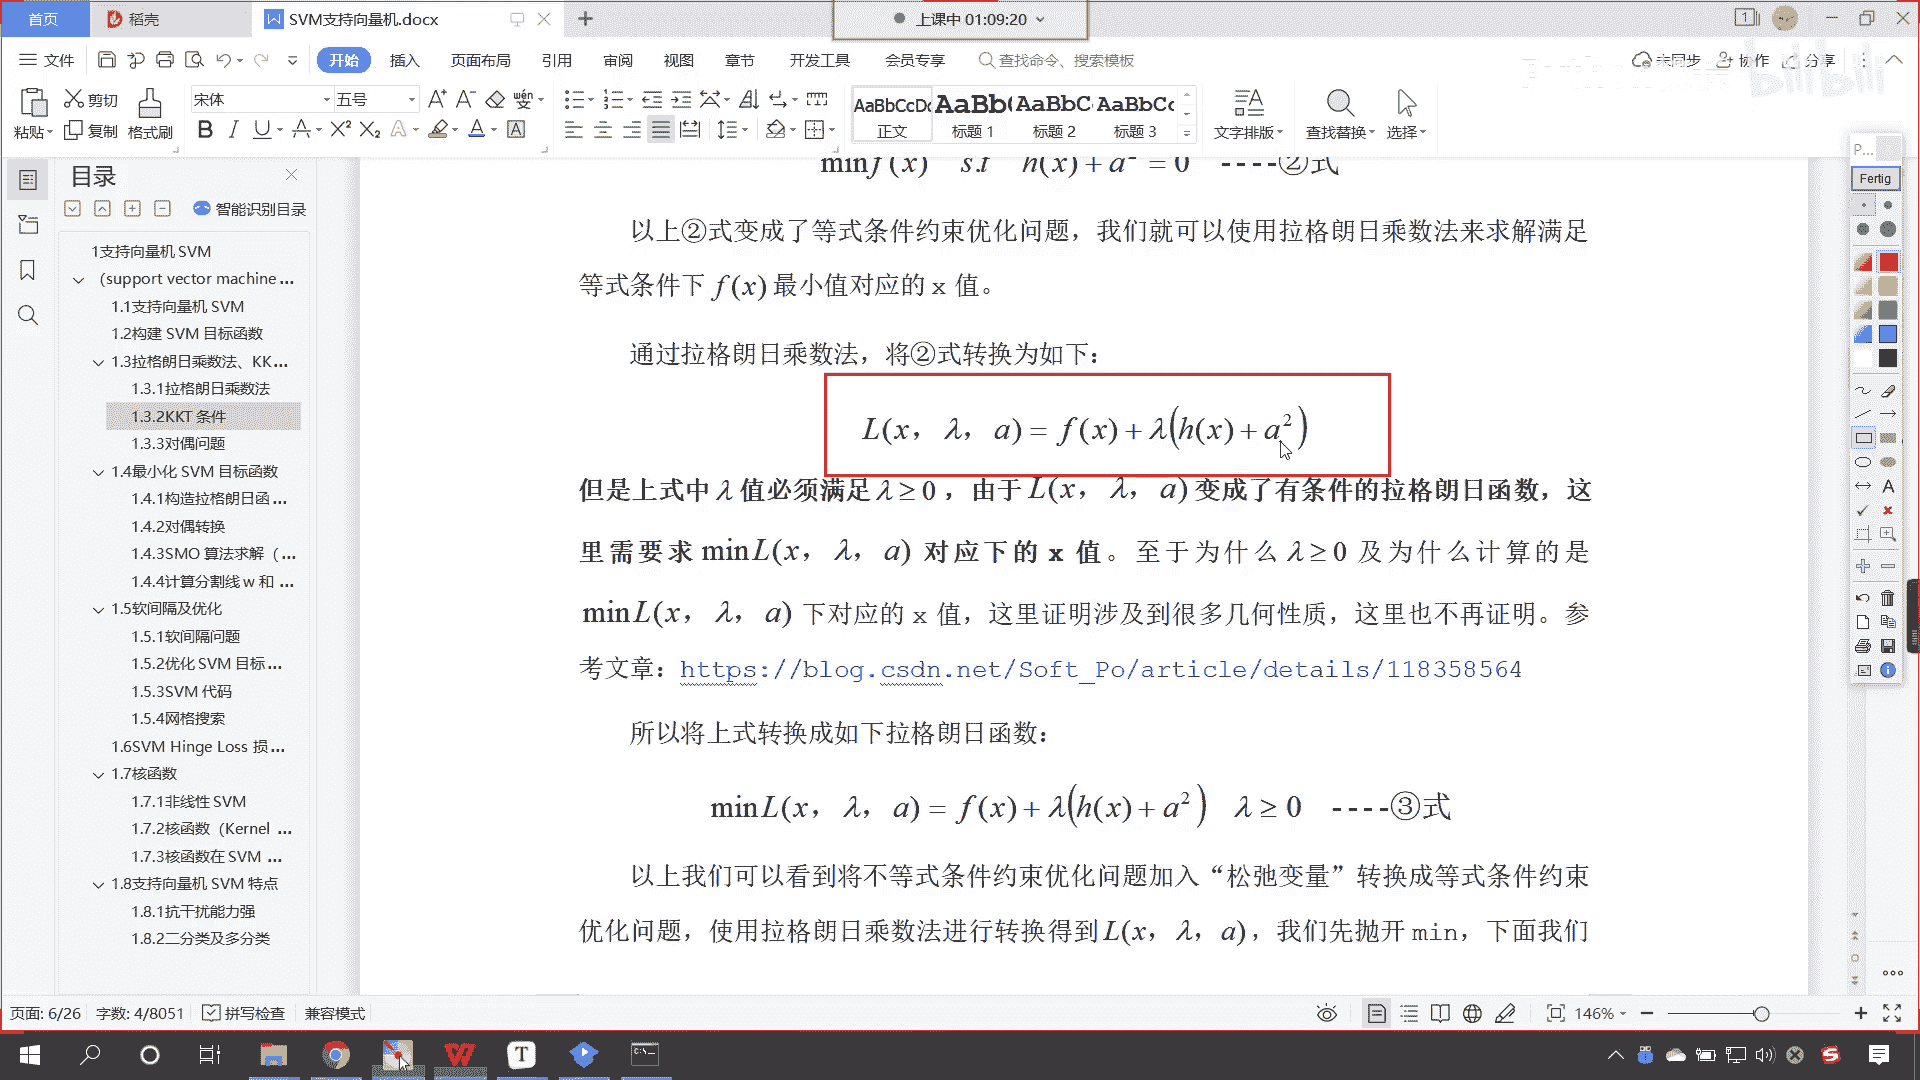 首页 稻壳 SVM支持向量机.docx 上课中 01:09:20
文件 开始 插入 页面布局 引用 审阅 视图 章节 开发工具 会员专享 查找命令、搜索模板 未同步 协作 分享
粘贴 剪切 复制 格式刷 宋体 五号
AaBbCcDd AaBb( AaBbC AaBbCc
正文 标题 1 标题 2 标题 3 文字排版 查找替换 选择
bilibili
目录
智能识别目录
1支持向量机 SVM
（support vector machine ...
1.1支持向量机 SVM
1.2构建 SVM 目标函数
1.3拉格朗日乘数法、KK...
1.3.1拉格朗日乘数法
1.3.2KKT 条件
1.3.3对偶问题
1.4最小化 SVM 目标函数
1.4.1构造拉格朗日函 ...
1.4.2对偶转换
1.4.3SMO 算法求解（ ...
1.4.4计算分割线 w 和 ...
1.5软间隔及优化
1.5.1软间隔问题
1.5.2优化 SVM 目标 ...
1.5.3SVM 代码
1.5.4网格搜索
1.6SVM Hinge Loss 损 ...
1.7核函数
1.7.1非线性 SVM
1.7.2核函数（Kernel ...
1.7.3核函数在 SVM ...
1.8支持向量机 SVM 特点
1.8.1抗干扰能力强
1.8.2二分类及多分类
min f(x) s.t h(x) + a² = 0 ----②式
以上②式变成了等式条件约束优化问题，我们就可以使用拉格朗日乘数法来求解满足
等式条件下 f(x) 最小值对应的 x 值。
通过拉格朗日乘数法，将②式转换为如下：
L(x，λ，a) = f(x) + λ(h(x) + a²)
但是上式中 λ 值必须满足 λ ≥ 0，由于 L(x，λ，a) 变成了有条件的拉格朗日函数，这
里需要求 min L(x，λ，a) 对应下的 x 值。至于为什么 λ ≥ 0 及为什么计算的是
min L(x，λ，a) 下对应的 x 值，这里证明涉及到很多几何性质，这里也不再证明。参
考文章：https://blog.csdn.net/Soft_Po/article/details/118358564
所以将上式转换成如下拉格朗日函数：
min L(x，λ，a) = f(x) + λ(h(x) + a²) λ ≥ 0 ----③式
以上我们可以看到将不等式条件约束优化问题加入“松弛变量”转换成等式条件约束
优化问题，使用拉格朗日乘数法进行转换得到 L(x，λ，a)，我们先抛开 min，下面我们
P...
Fertig
页面: 6/26 字数: 4/8051 拼写检查 兼容模式 146%